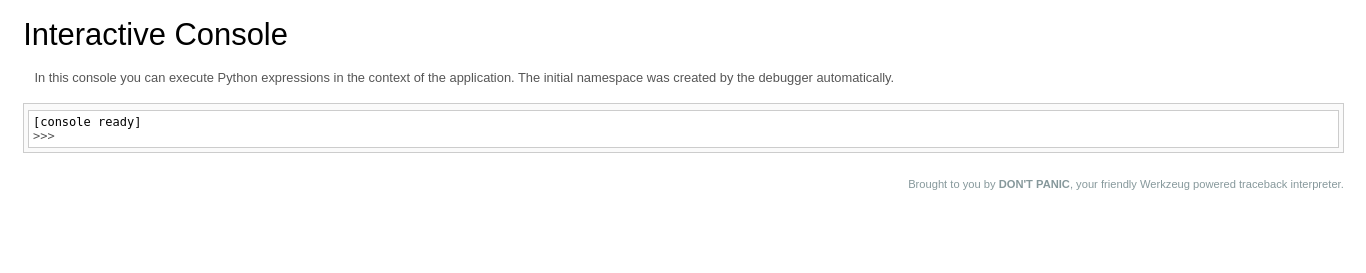 Interactive Console
In this console you can execute Python expressions in the context of the application. The initial namespace was created by the debugger automatically.
[console ready]
>>>
Brought to you by DON'T PANIC, your friendly Werkzeug powered traceback interpreter.